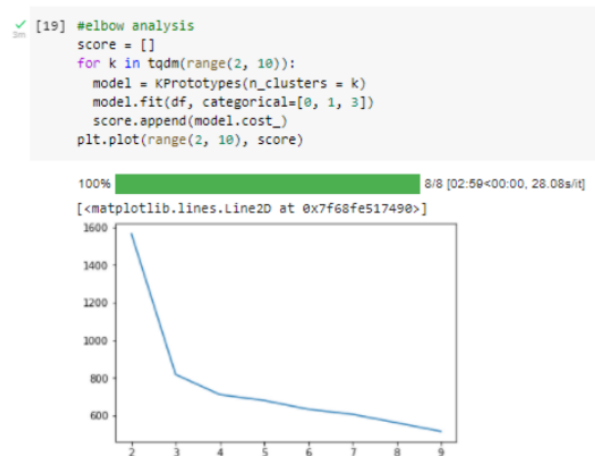 [19] #elbow analysis
3m
score = []
for k in tqdm(range(2, 10)):
model = KPrototypes(n_clusters = k)
model.fit(df, categorical=[0, 1, 3])
score.append(model.cost_)
plt.plot(range(2, 10), score)
100% 8/8 [02:59<00:00, 28.08s/it]
[<matplotlib.lines.Line2D at 0x7f68fe517490>]
1600
1400
1200
1000
800
600
2 3 4 5 6 7 8 9